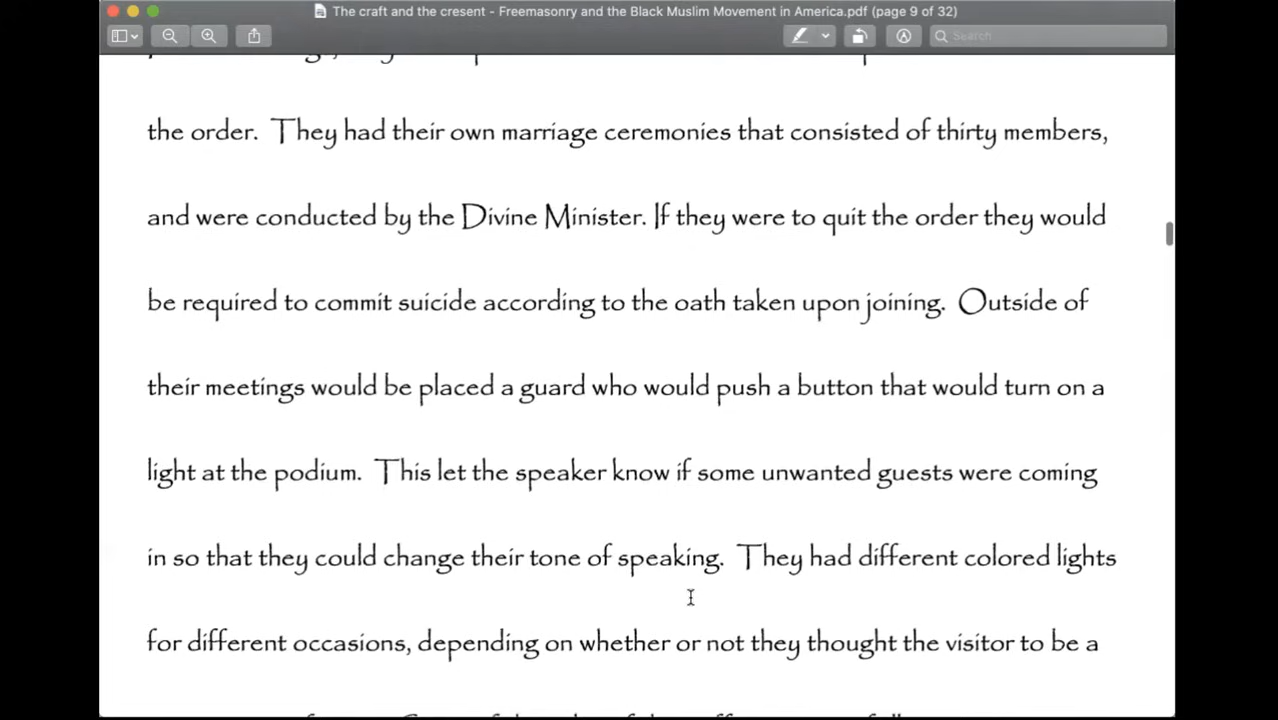 The craft and the cresent - Freemasonry and the Black Muslim Movement in America.pdf (page 9 of 32)
Search
the order. They had their own marriage ceremonies that consisted of thirty members,
and were conducted by the Divine Minister. If they were to quit the order they would
be required to commit suicide according to the oath taken upon joining. Outside of
their meetings would be placed a guard who would push a button that would turn on a
light at the podium. This let the speaker know if some unwanted guests were coming
in so that they could change their tone of speaking. They had different colored lights
for different occasions, depending on whether or not they thought the visitor to be a